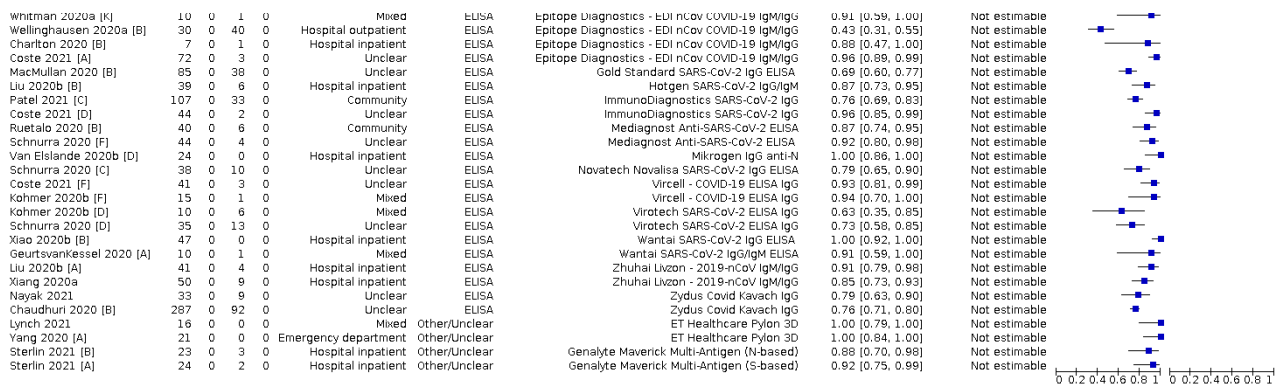 Whitman 2020a [K] 10 0 1 0 Mixed ELISA Epitope Diagnostics - EDI nCov COVID-19 IgM/IgG 0.91 [0.59, 1.00] Not estimable
Wellinghausen 2020a [B] 30 0 40 0 Hospital outpatient ELISA Epitope Diagnostics - EDI nCov COVID-19 IgM/IgG 0.43 [0.31, 0.55] Not estimable
Charlton 2020 [B] 7 0 1 0 Hospital inpatient ELISA Epitope Diagnostics - EDI nCov COVID-19 IgM/IgG 0.88 [0.47, 1.00] Not estimable
Coste 2021 [A] 72 0 3 0 Unclear ELISA Epitope Diagnostics - EDI nCov COVID-19 IgM/IgG 0.96 [0.89, 0.99] Not estimable
MacMullan 2020 [B] 85 0 38 0 Unclear ELISA Gold Standard SARS-CoV-2 IgG ELISA 0.69 [0.60, 0.77] Not estimable
Liu 2020b [B] 39 0 6 0 Hospital inpatient ELISA Hotgen IgG/IgM 0.87 [0.73, 0.95] Not estimable
Patel 2021 [C] 107 0 33 0 Community ELISA ImmunoDiagnostics SARS-CoV-2 IgG 0.76 [0.69, 0.83] Not estimable
Coste 2021 [D] 44 0 2 0 Unclear ELISA ImmunoDiagnostics SARS-CoV-2 IgG 0.96 [0.85, 0.99] Not estimable
Ruetalo 2020 [B] 40 0 6 0 Community ELISA Mediagnost Anti-SARS-CoV-2 ELISA 0.87 [0.74, 0.95] Not estimable
Schnurra 2020 [F] 44 0 4 0 Unclear ELISA Mediagnost Anti-SARS-CoV-2 ELISA 0.92 [0.80, 0.98] Not estimable
Van Elslande 2020b [D] 24 0 0 0 Hospital inpatient ELISA Mikrogen IgG anti-N 1.00 [0.86, 1.00] Not estimable
Schnurra 2020 [C] 38 0 10 0 Unclear ELISA Novatech Novalisa SARS-CoV-2 IgG 0.79 [0.65, 0.90] Not estimable
Coste 2021 [F] 41 0 3 0 Unclear ELISA Vircell - COVID-19 ELISA IgG 0.93 [0.81, 0.99] Not estimable
Kohmer 2020b [F] 15 0 1 0 Mixed ELISA Vircell - COVID-19 ELISA IgG 0.94 [0.70, 1.00] Not estimable
Kohmer 2020b [D] 10 0 6 0 Mixed ELISA Virotech SARS-CoV-2 ELISA IgG 0.63 [0.35, 0.85] Not estimable
Schnurra 2020 [D] 35 0 13 0 Unclear ELISA Virotech SARS-CoV-2 ELISA IgG 0.73 [0.58, 0.85] Not estimable
Xiao 2020b [B] 47 0 0 0 Hospital inpatient ELISA Wantai SARS-CoV-2 IgG ELISA 1.00 [0.92, 1.00] Not estimable
GeurtsvanKessel 2020 [A] 10 0 1 0 Mixed ELISA Wantai SARS-CoV-2 IgG/IgM ELISA 0.91 [0.59, 1.00] Not estimable
Liu 2020b [A] 41 0 4 0 Hospital inpatient ELISA Zhuhai Livzon - 2019-nCoV IgM/IgG 0.91 [0.79, 0.98] Not estimable
Xiang 2020a 50 0 9 0 Hospital inpatient ELISA Zhuhai Livzon - 2019-nCoV IgM/IgG 0.85 [0.73, 0.93] Not estimable
Nayak 2021 33 0 9 0 Unclear ELISA Zydus Covid Kavach IgG 0.79 [0.63, 0.90] Not estimable
Chaudhuri 2020 [B] 287 0 92 0 Unclear ELISA Zydus Covid Kavach IgG 0.76 [0.71, 0.80] Not estimable
Lynch 2021 16 0 0 0 Mixed Other/Unclear ET Healthcare Pylon 3D 1.00 [0.79, 1.00] Not estimable
Yang 2020 [A] 21 0 0 0 Emergency department Other/Unclear ET Healthcare Pylon 3D 1.00 [0.84, 1.00] Not estimable
Sterlin 2021 [B] 23 0 3 0 Hospital inpatient Other/Unclear Genalyte Maverick Multi-Antigen (N-based) 0.88 [0.70, 0.98] Not estimable
Sterlin 2021 [A] 24 0 2 0 Hospital inpatient Other/Unclear Genalyte Maverick Multi-Antigen (S-based) 0.92 [0.75, 0.99] Not estimable
0 0.2 0.4 0.6 0.8 1 0 0.2 0.4 0.6 0.8 1